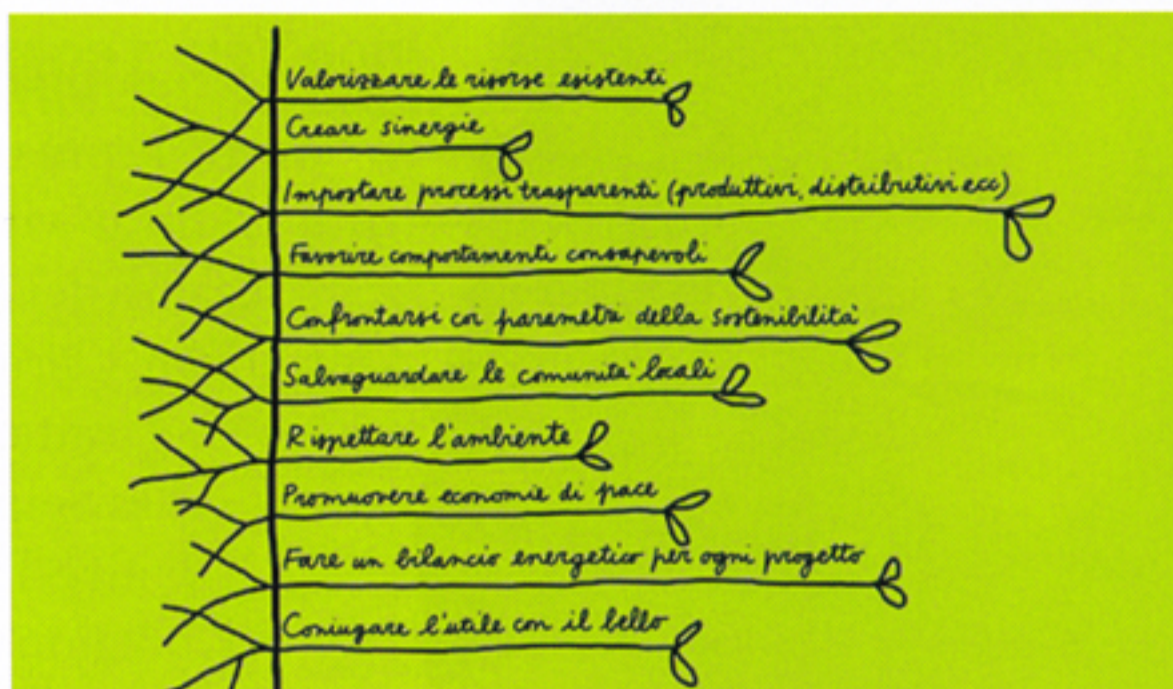 Valorizzare le risorse esistenti
Creare sinergie
Impostare processi trasparenti (produttivi, distributivi ecc)
Favorire comportamenti consapevoli
Confrontarsi coi parametri della sostenibilità
Salvaguardare le comunità locali
Rispettare l'ambiente
Promuovere economie di pace
Fare un bilancio energetico per ogni progetto
Coniugare l'utile con il bello